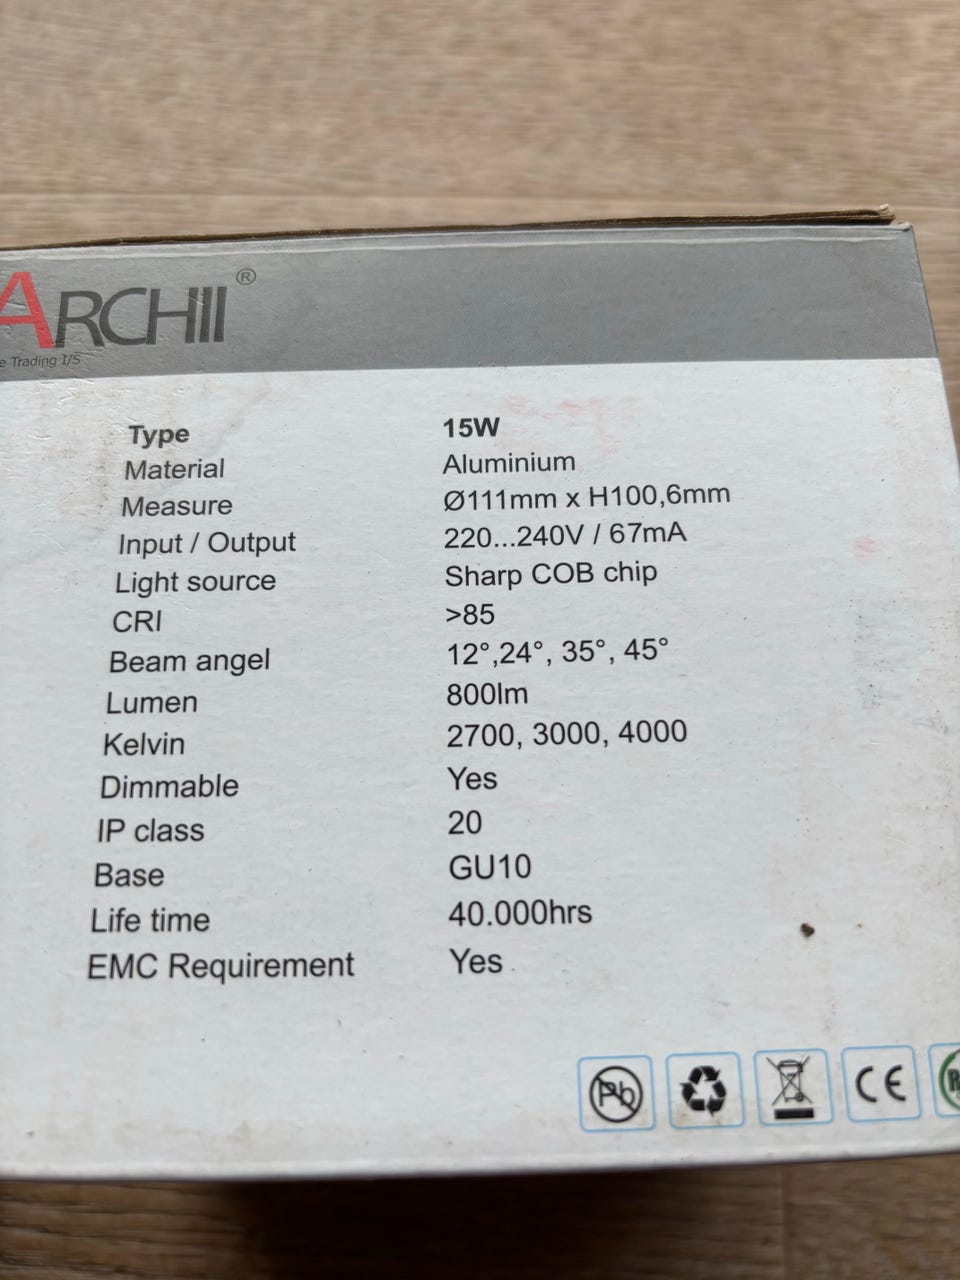 ARCHII®
e Trading I/S
Type 15W
Material Aluminium
Measure Ø111mm x H100,6mm
Input / Output 220...240V / 67mA
Light source Sharp COB chip
CRI >85
Beam angel 12°,24°, 35°, 45°
Lumen 800lm
Kelvin 2700, 3000, 4000
Dimmable Yes
IP class 20
Base GU10
Life time 40.000hrs
EMC Requirement Yes
Pb CE R